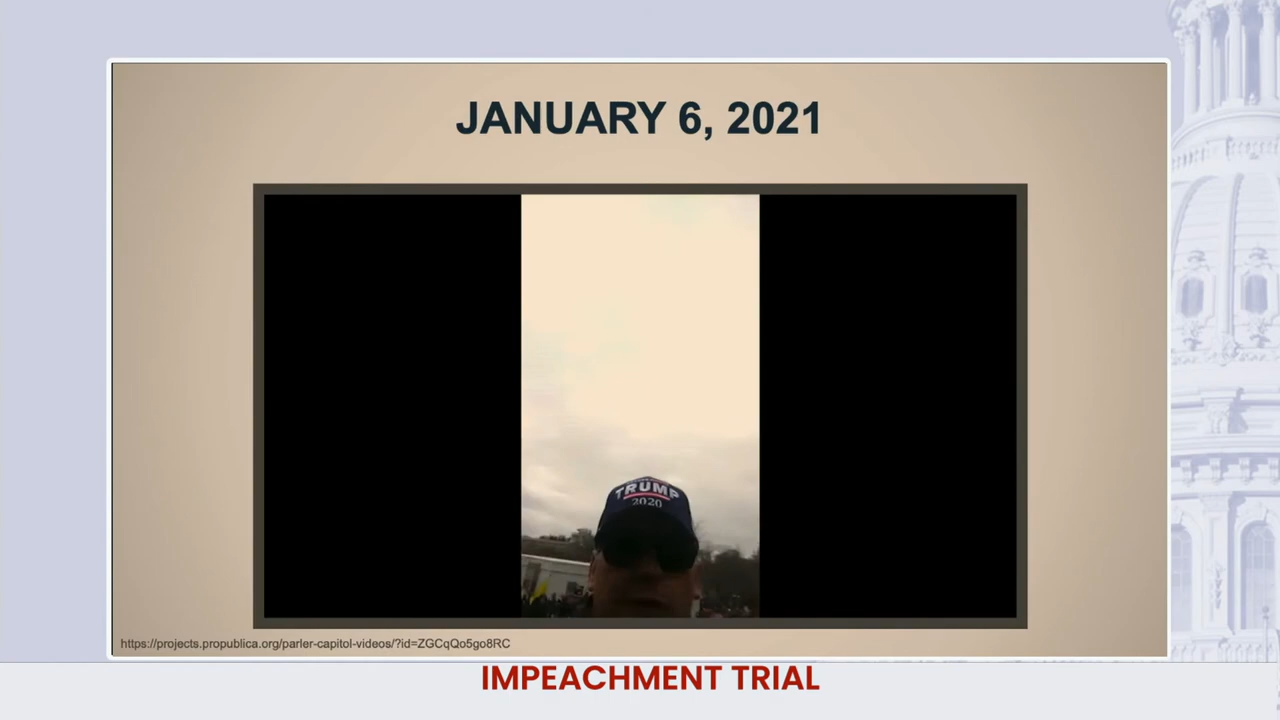 JANUARY 6, 2021
TRUMP
2020
https://projects.propublica.org/parler-capitol-videos/?id=ZGCqQo5go8RC
IMPEACHMENT TRIAL